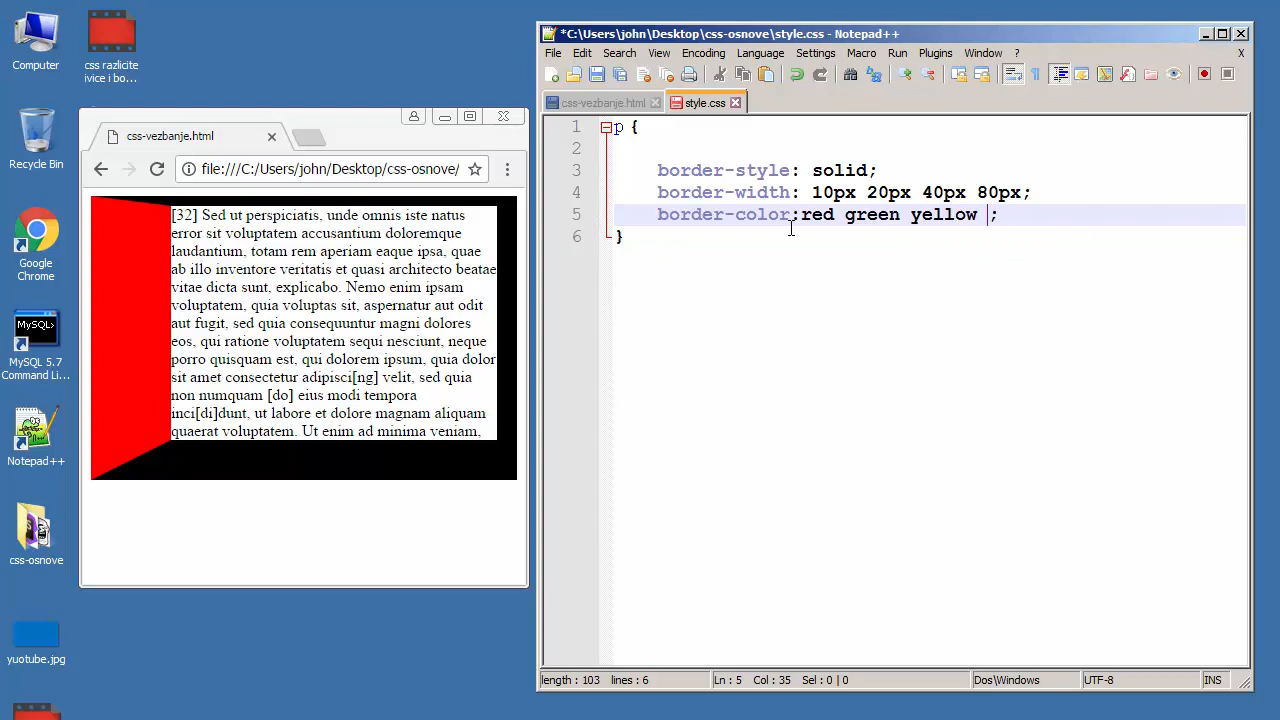 Computer
css razlicite
ivice i bo...
Recycle Bin
Google
Chrome
MySQL>
MySQL 5.7
Command Li...
Notepad++
css-osnove
yuotube.jpg
css-vezbanje.html
file:///C:/Users/john/Desktop/css-osnove/
[32] Sed ut perspiciatis, unde omnis iste natus
error sit voluptatem accusantium doloremque
laudantium, totam rem aperiam eaque ipsa, quae
ab illo inventore veritatis et quasi architecto beatae
vitae dicta sunt, explicabo. Nemo enim ipsam
voluptatem, quia voluptas sit, aspernatur aut odit
aut fugit, sed quia consequuntur magni dolores
eos, qui ratione voluptatem sequi nesciunt, neque
porro quisquam est, qui dolorem ipsum, quia dolor
sit amet consectetur adipisci[ng] velit, sed quia
non numquam [do] eius modi tempora
inci[di]dunt, ut labore et dolore magnam aliquam
quaerat voluptatem. Ut enim ad minima veniam,
*C:\Users\john\Desktop\css-osnove\style.css - Notepad++
File Edit Search View Encoding Language Settings Macro Run Plugins Window ? X
css-vezbanje.html style.css
1 p {
2
3 border-style: solid;
4 border-width: 10px 20px 40px 80px;
5 border-color:red green yellow ;
6 }
length : 103 lines : 6 Ln : 5 Col : 35 Sel : 0 | 0 Dos\Windows UTF-8 INS